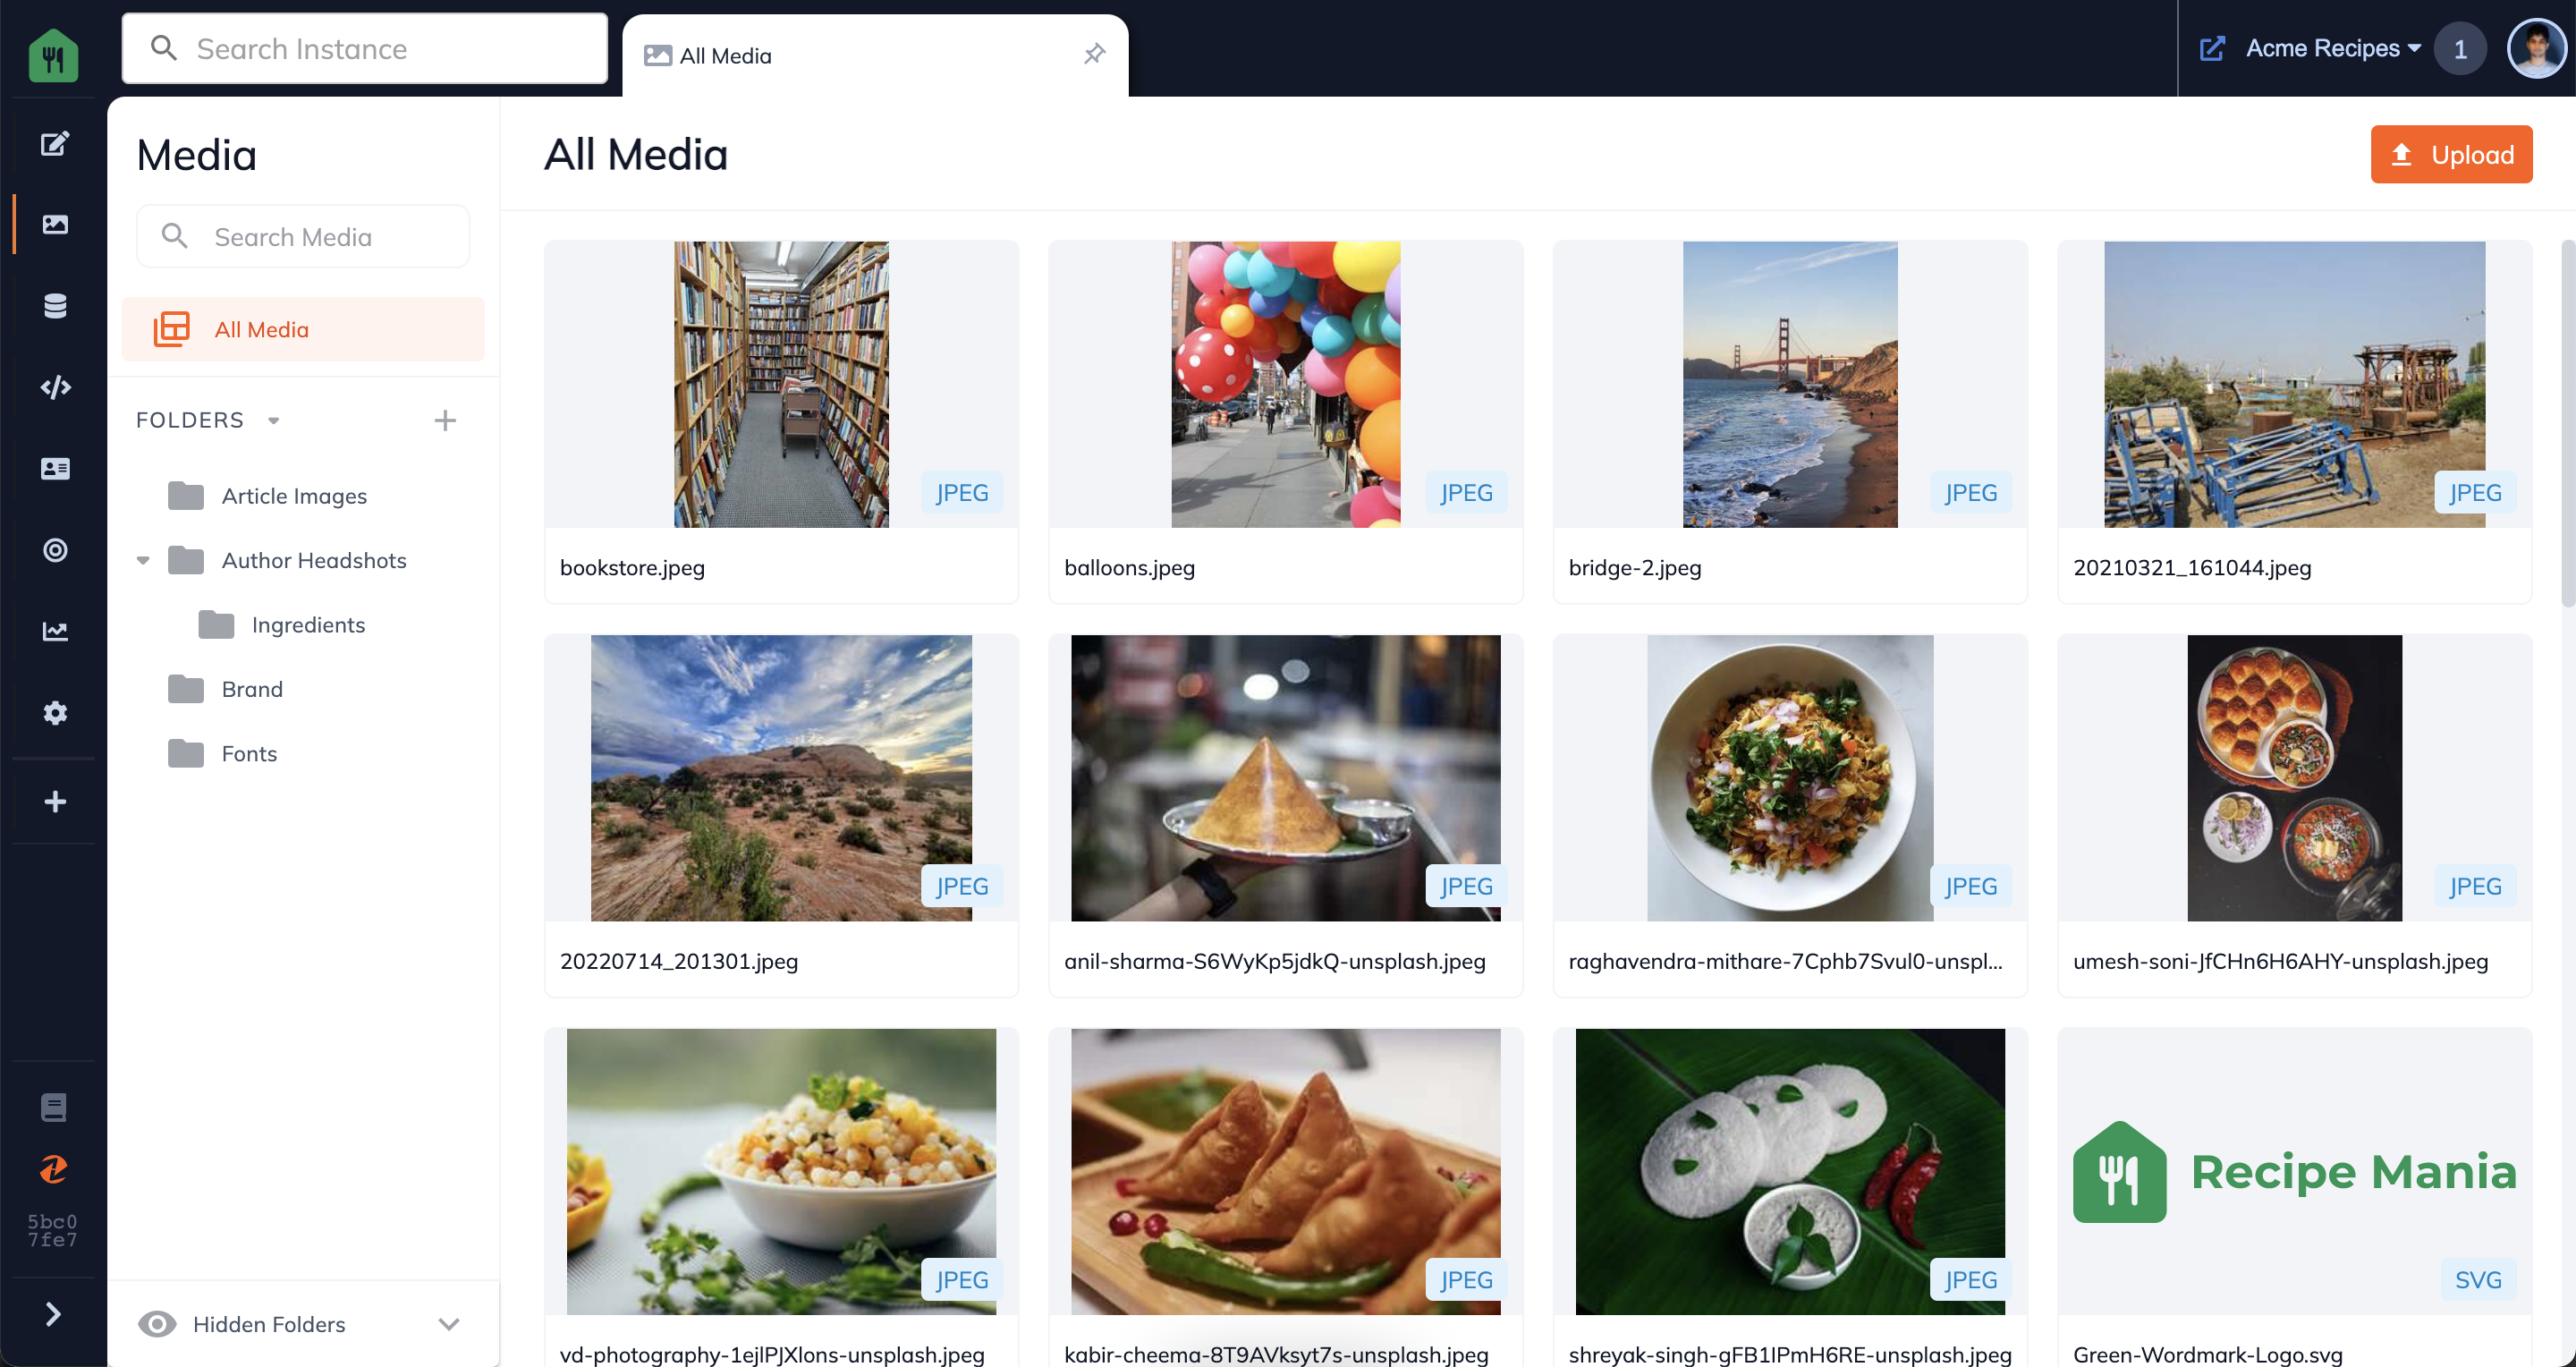 Search Instance
All Media
Acme Recipes
1
Media
Search Media
All Media
FOLDERS
Article Images
Author Headshots
Ingredients
Brand
Fonts
5bc0
7fe7
Hidden Folders
All Media
Upload
JPEG
bookstore.jpeg
JPEG
balloons.jpeg
JPEG
bridge-2.jpeg
JPEG
20210321_161044.jpeg
JPEG
20220714_201301.jpeg
JPEG
anil-sharma-S6WyKp5jdkQ-unsplash.jpeg
JPEG
raghavendra-mithare-7Cphb7Svul0-unspl...
JPEG
umesh-soni-JfCHn6H6AHY-unsplash.jpeg
JPEG
vd-photography-1ejlPJXlons-unsplash.jpeg
JPEG
kabir-cheema-8T9AVksyt7s-unsplash.jpeg
JPEG
shreyak-singh-gFB1IPmH6RE-unsplash.jpeg
Recipe Mania
SVG
Green-Wordmark-Logo.svg